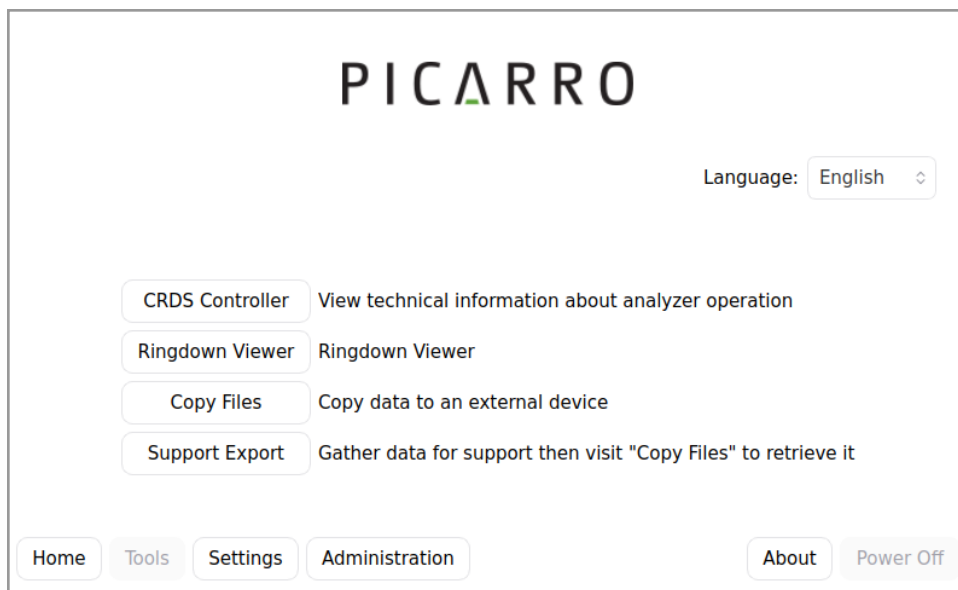 PICARRO
Language: English
CRDS Controller View technical information about analyzer operation
Ringdown Viewer Ringdown Viewer
Copy Files Copy data to an external device
Support Export Gather data for support then visit "Copy Files" to retrieve it
Home Tools Settings Administration About Power Off